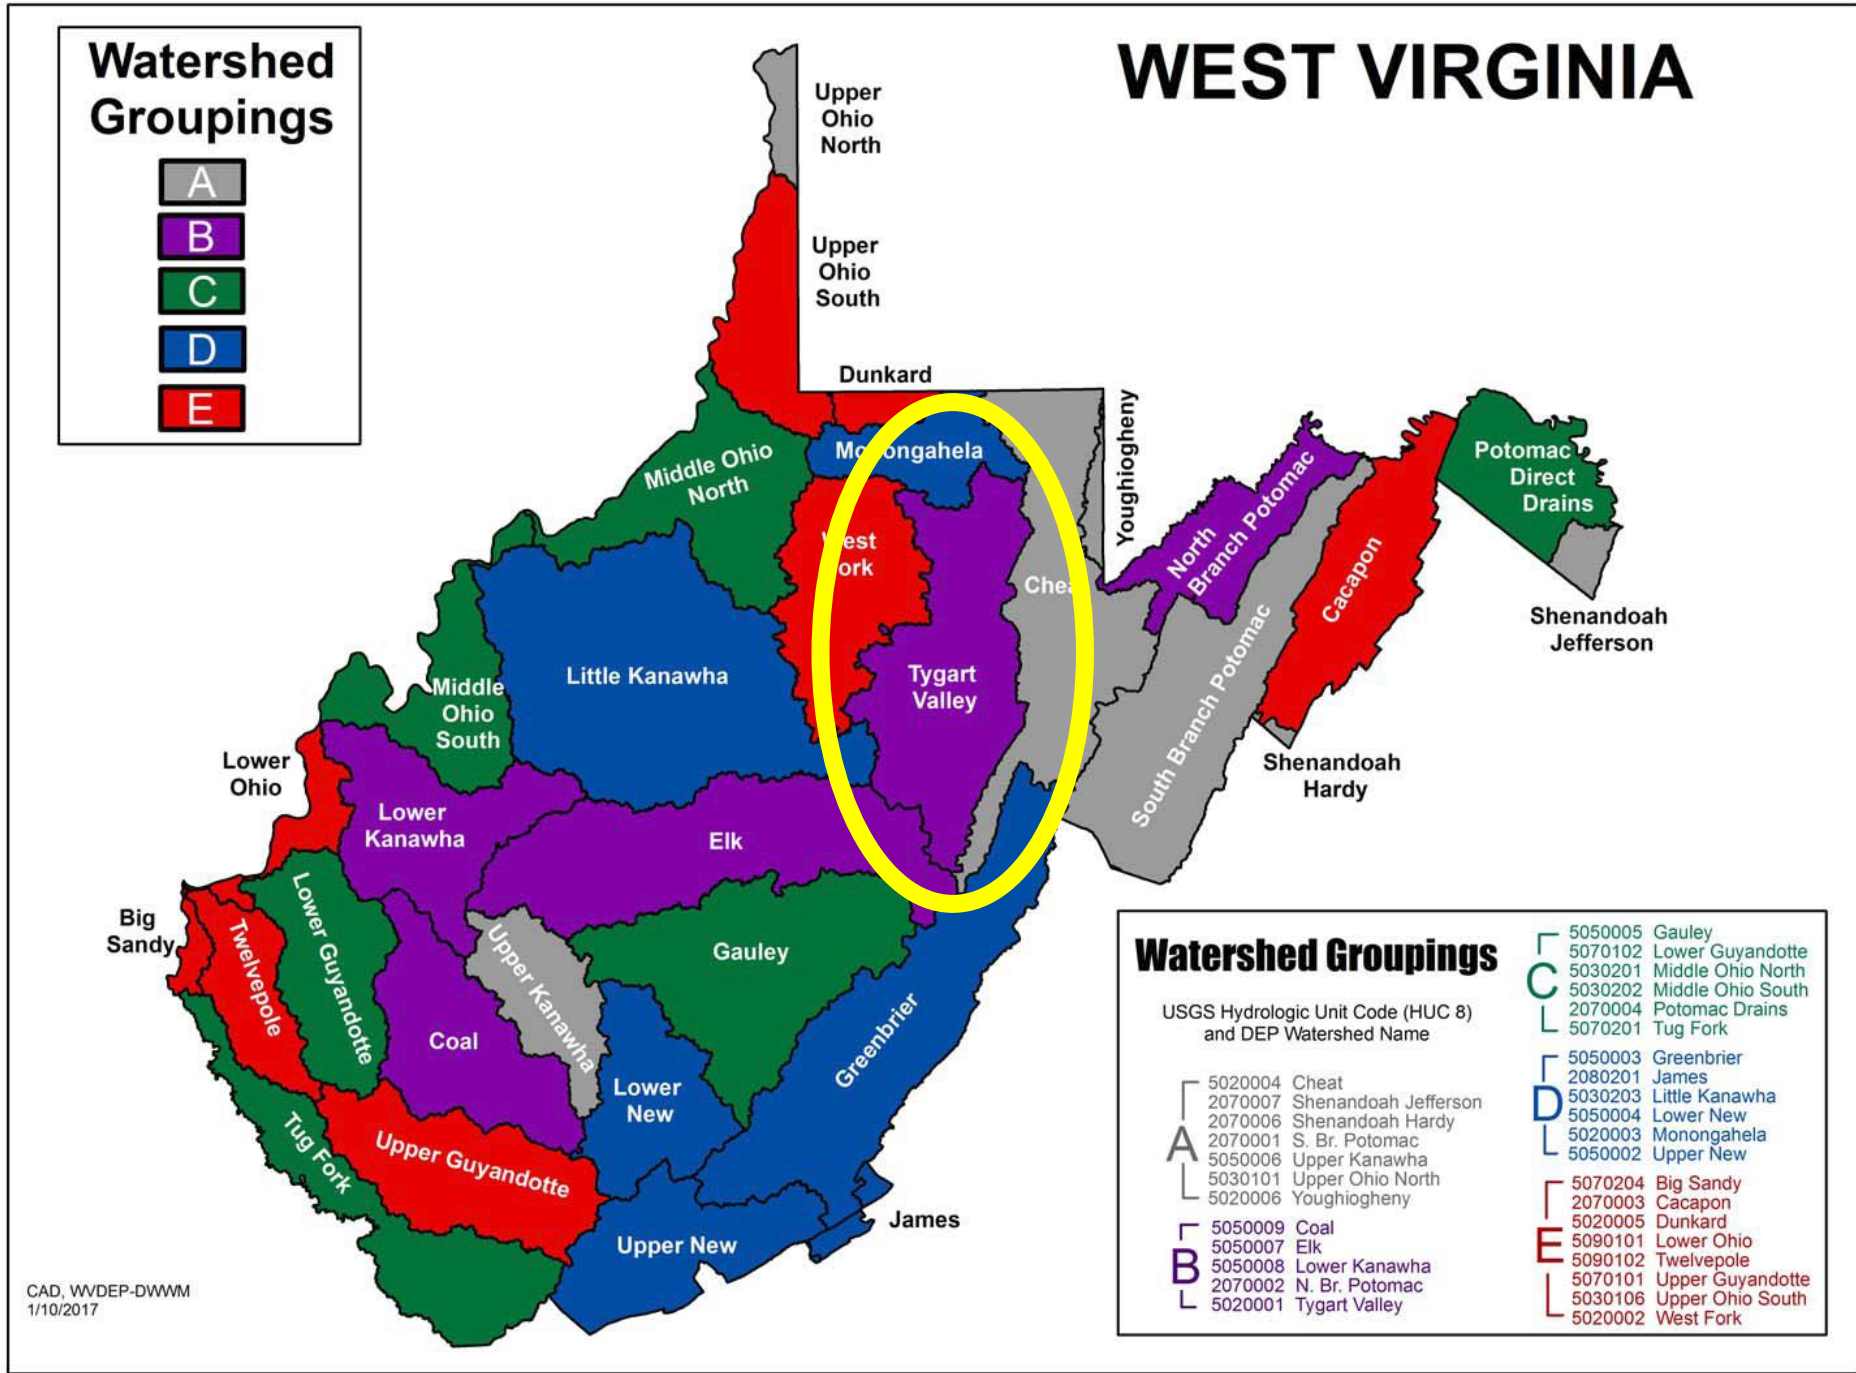 Watershed
Groupings
A
B
C
D
E
WEST VIRGINIA
Upper
Ohio
North
Upper
Ohio
South
Dunkard
Monongahela
Youghiogheny
Middle Ohio
North
West
Fork
Cheat
North
Branch Potomac
South Branch Potomac
Cacapon
Potomac
Direct
Drains
Shenandoah
Jefferson
Shenandoah
Hardy
Little Kanawha
Tygart
Valley
Middle
Ohio
South
Lower
Ohio
Lower
Kanawha
Elk
Big
Sandy
Twelvepole
Lower Guyandotte
Upper Kanawha
Gauley
Greenbrier
Coal
Lower
New
Tug Fork
Upper Guyandotte
Upper New
James
CAD, WVDEP-DWWM
1/10/2017
Watershed Groupings
USGS Hydrologic Unit Code (HUC 8)
and DEP Watershed Name
A
5020004 Cheat
2070007 Shenandoah Jefferson
2070006 Shenandoah Hardy
2070001 S. Br. Potomac
5050006 Upper Kanawha
5030101 Upper Ohio North
5020006 Youghiogheny
B
5050009 Coal
5050007 Elk
5050008 Lower Kanawha
2070002 N. Br. Potomac
5020001 Tygart Valley
C
5050005 Gauley
5070102 Lower Guyandotte
5030201 Middle Ohio North
5030202 Middle Ohio South
2070004 Potomac Drains
5070201 Tug Fork
D
5050003 Greenbrier
2080201 James
5030203 Little Kanawha
5050004 Lower New
5020003 Monongahela
5050002 Upper New
E
5070204 Big Sandy
2070003 Cacapon
5020005 Dunkard
5090101 Lower Ohio
5090102 Twelvepole
5070101 Upper Guyandotte
5030106 Upper Ohio South
5020002 West Fork